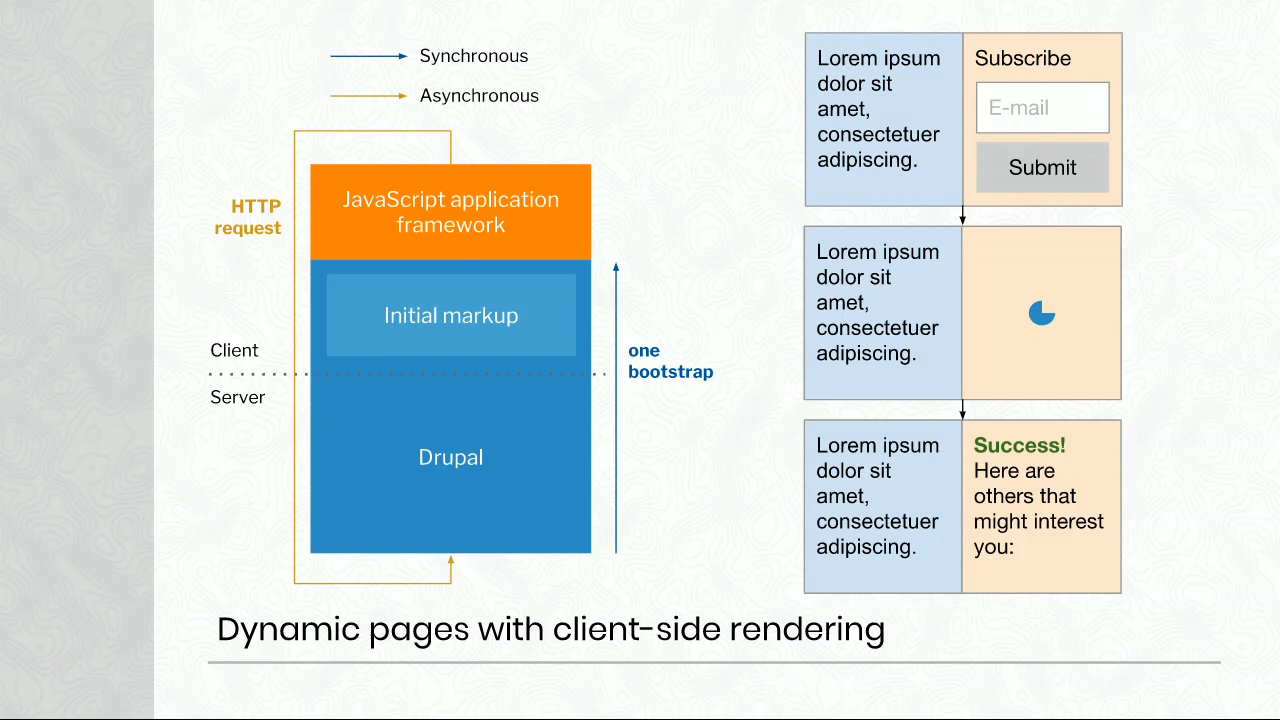 Synchronous
Asynchronous
HTTP
request
JavaScript application
framework
Initial markup
Client
Server
one
bootstrap
Drupal
Lorem ipsum
dolor sit
amet,
consectetuer
adipiscing.
Subscribe
E-mail
Submit
Lorem ipsum
dolor sit
amet,
consectetuer
adipiscing.
Lorem ipsum
dolor sit
amet,
consectetuer
adipiscing.
Success!
Here are
others that
might interest
you:
Dynamic pages with client-side rendering